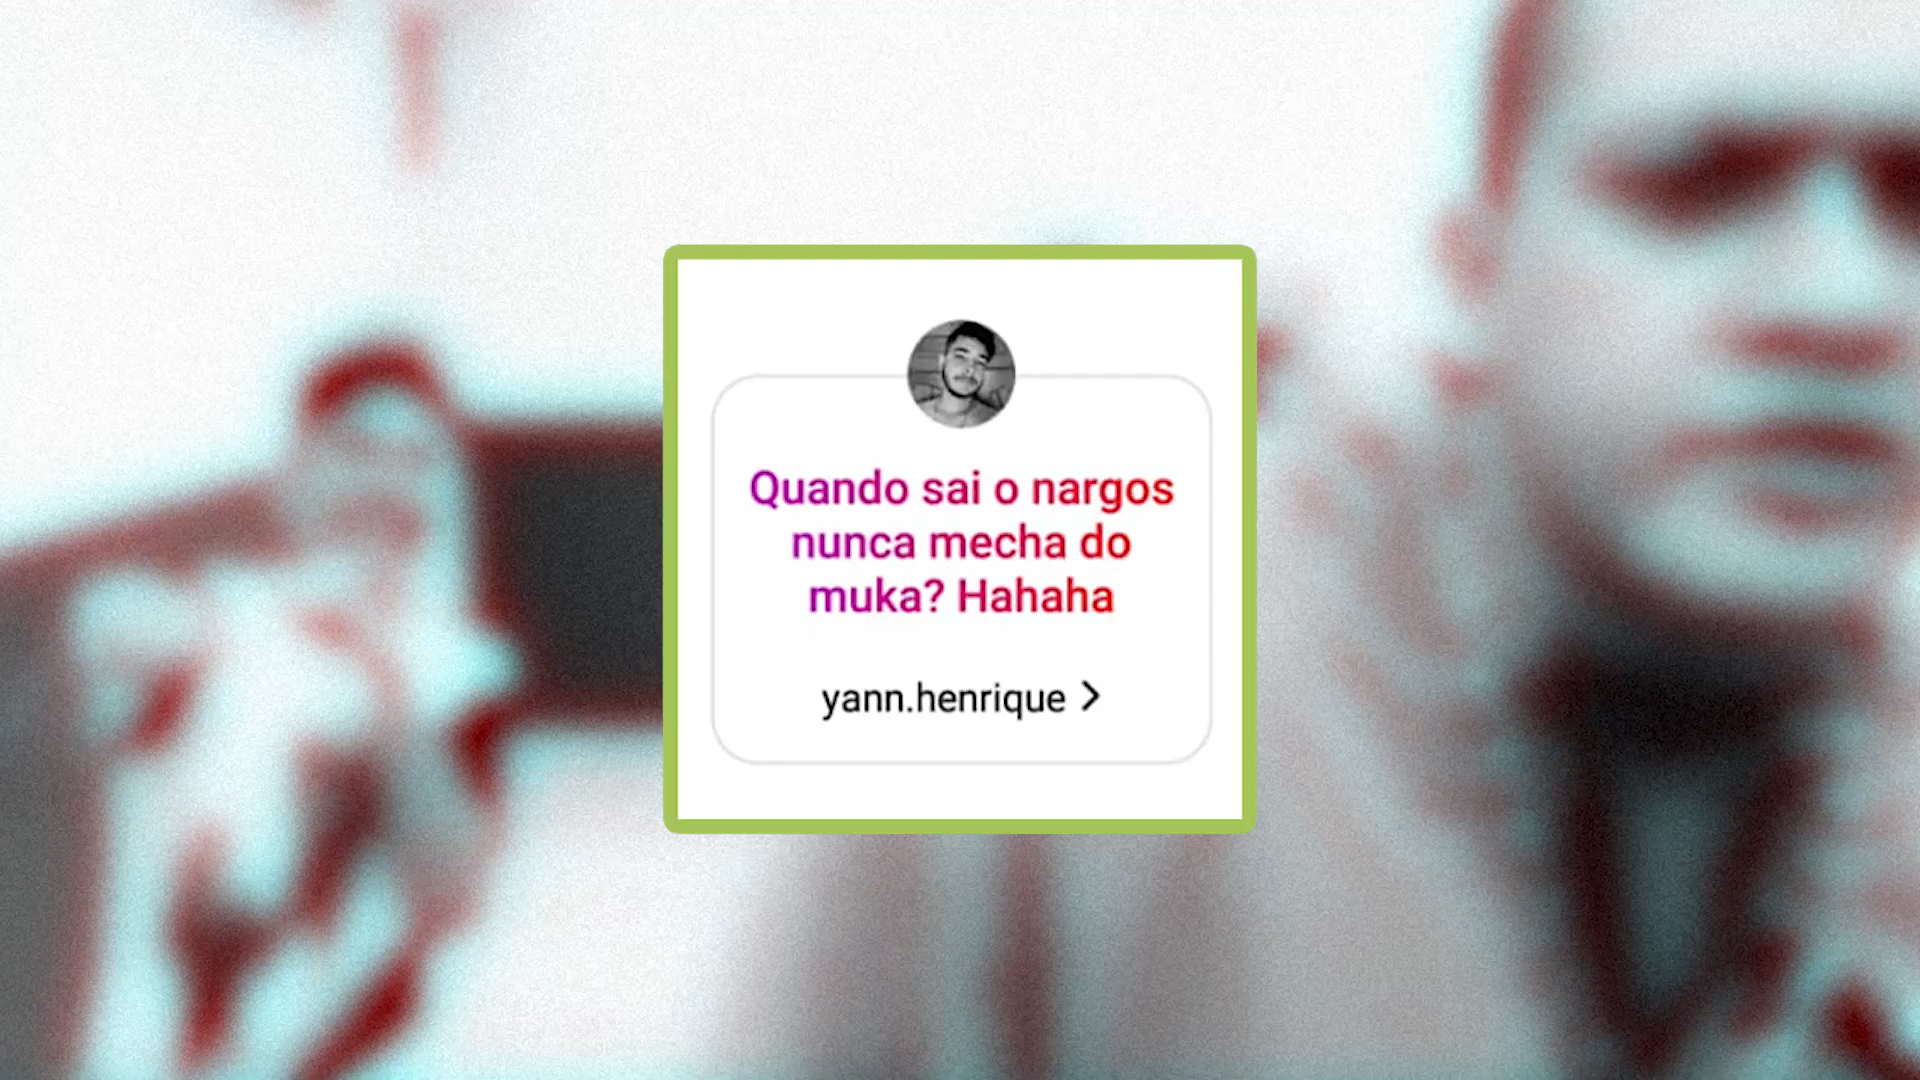 Quando sai o nargos
nunca mecha do
muka? Hahaha
yann.henrique >